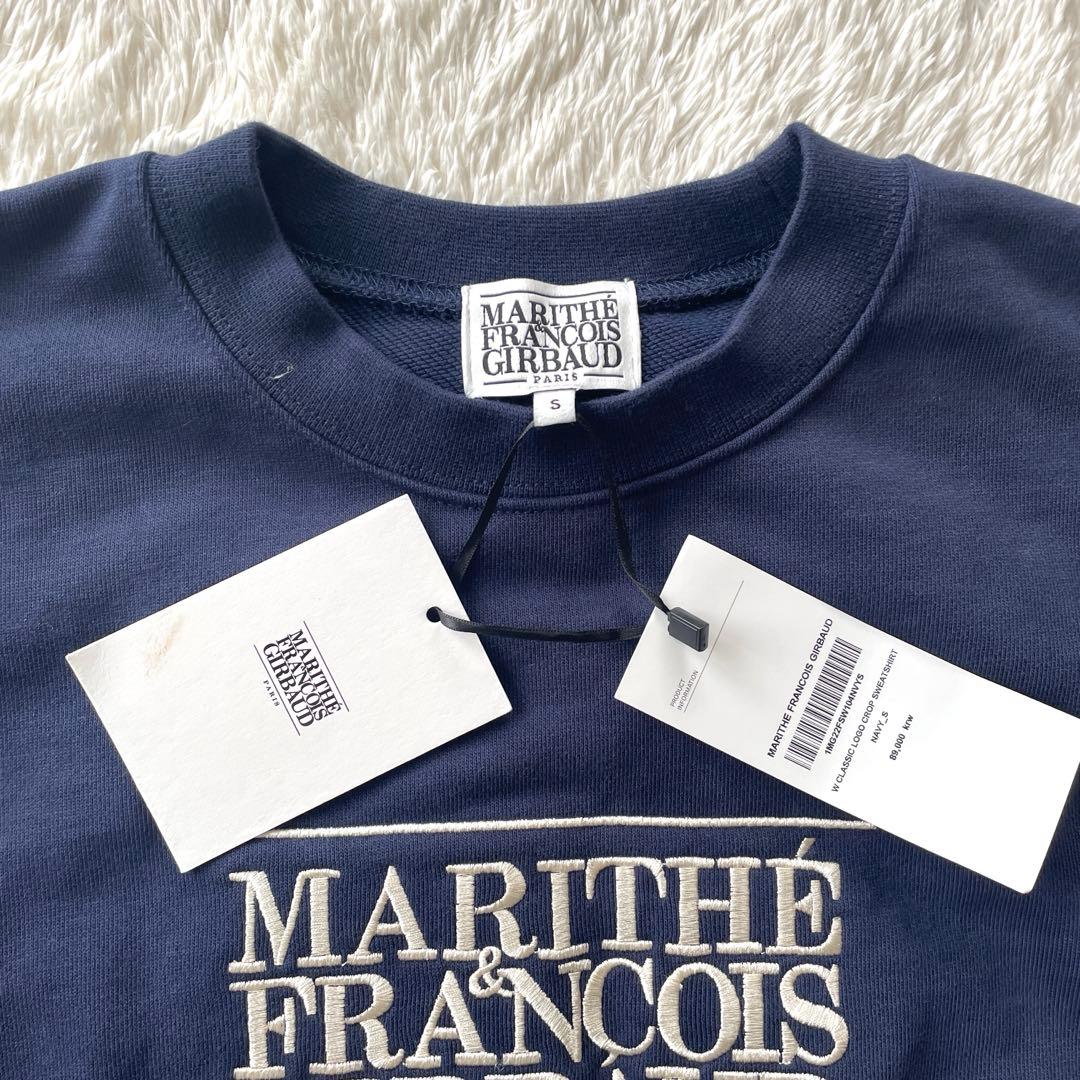 MARITHÉ
&
FRANÇOIS
GIRBAUD
PARIS
S
MARITHÉ
&
FRANÇOIS
GIRBAUD
PARIS
PRODUCT
INFORMATION
MARITHE FRANCOIS GIRBAUD
1MG22FSW104NVYS
W CLASSIC LOGO CROP SWEATSHIRT
NAVY_S
89,000 krw
MARITHÉ
&
FRANÇOIS